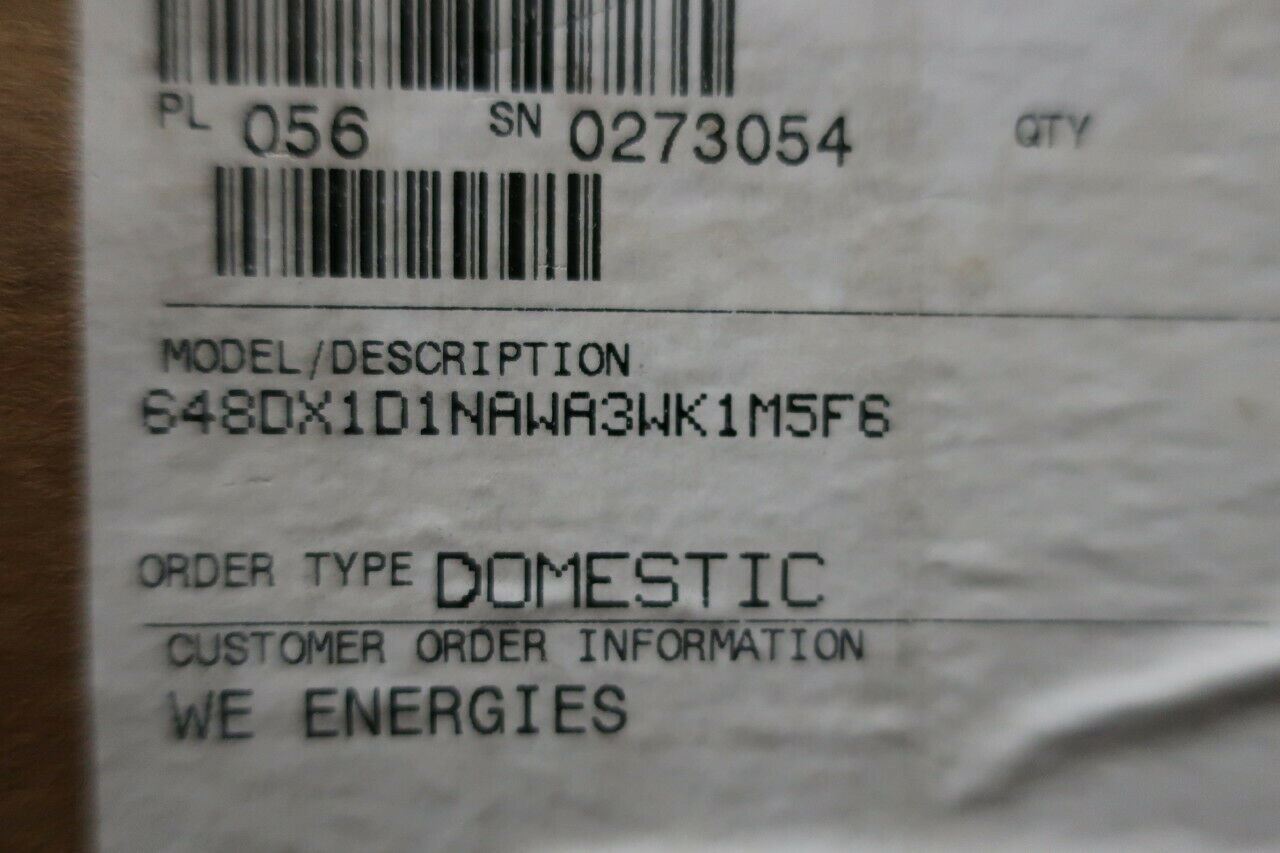 PL 056 SN 0273054 QTY
MODEL/DESCRIPTION
648DX1D1NAWA3WK1M5F6
ORDER TYPE DOMESTIC
CUSTOMER ORDER INFORMATION
WE ENERGIES